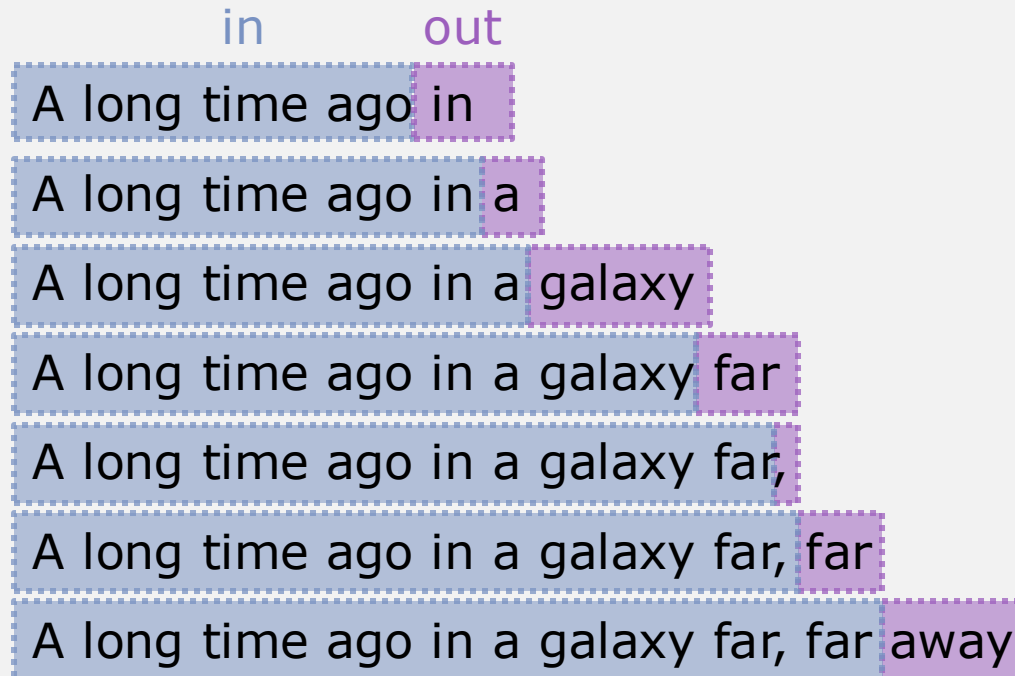 in out
A long time ago in
A long time ago in a
A long time ago in a galaxy
A long time ago in a galaxy far
A long time ago in a galaxy far,
A long time ago in a galaxy far, far
A long time ago in a galaxy far, far away